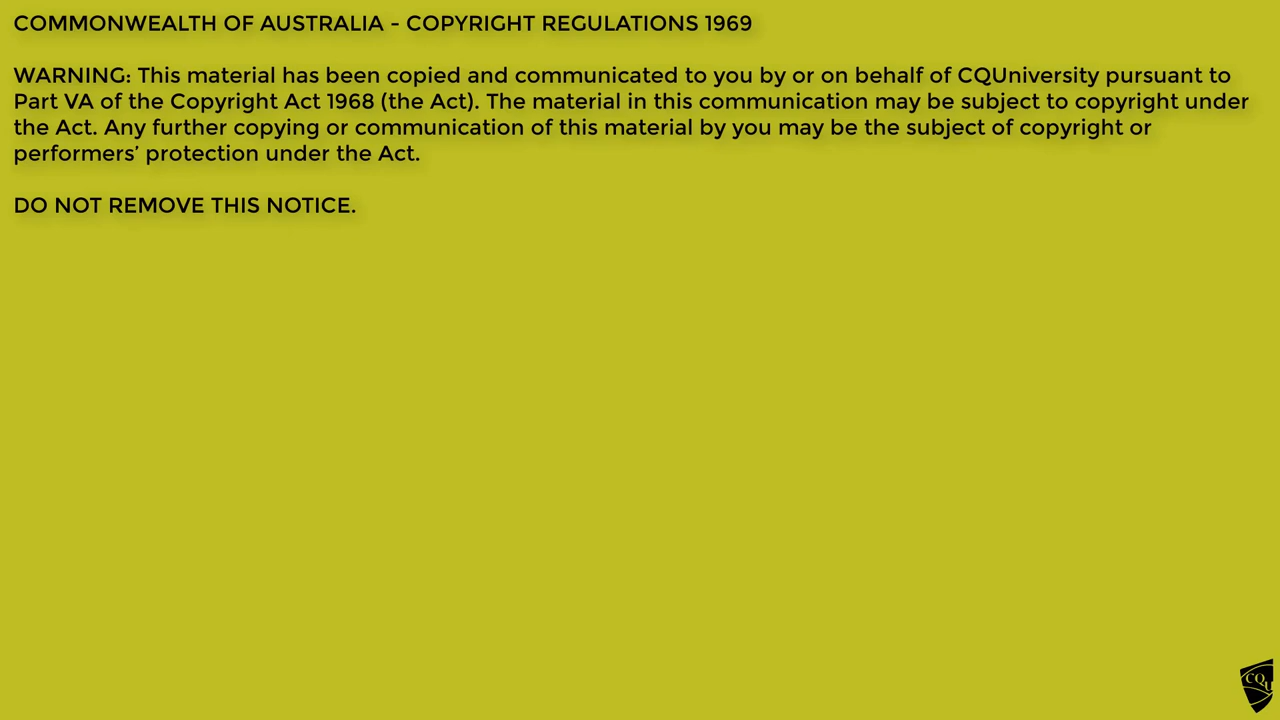 COMMONWEALTH OF AUSTRALIA - COPYRIGHT REGULATIONS 1969
WARNING: This material has been copied and communicated to you by or on behalf of CQUniversity pursuant to
Part VA of the Copyright Act 1968 (the Act). The material in this communication may be subject to copyright under
the Act. Any further copying or communication of this material by you may be the subject of copyright or
performers’ protection under the Act.
DO NOT REMOVE THIS NOTICE.
CQU